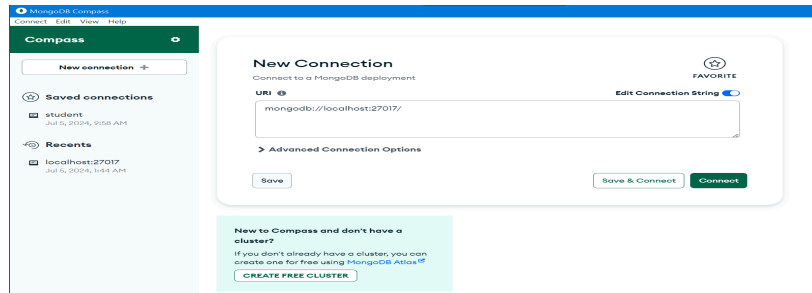 MongoDB Compass
Connect Edit View Help
Compass
New connection +
Saved connections
student
Jul 5, 2024, 9:58 AM
Recents
localhost:27017
Jul 5, 2024, 1:44 AM
New Connection
Connect to a MongoDB deployment
FAVORITE
URI
Edit Connection String
mongodb://localhost:27017/
Advanced Connection Options
Save
Save & Connect
Connect
New to Compass and don't have a
cluster?
If you don't already have a cluster, you can
create one for free using MongoDB Atlas
CREATE FREE CLUSTER